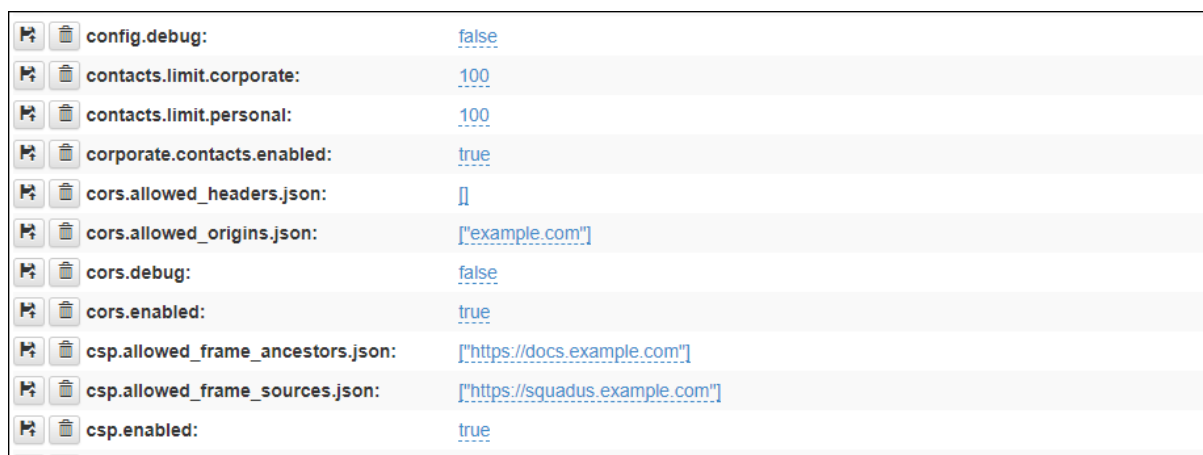 config.debug: false
contacts.limit.corporate: 100
contacts.limit.personal: 100
corporate.contacts.enabled: true
cors.allowed_headers.json: []
cors.allowed_origins.json: ["example.com"]
cors.debug: false
cors.enabled: true
csp.allowed_frame_ancestors.json: ["https://docs.example.com"]
csp.allowed_frame_sources.json: ["https://squadus.example.com"]
csp.enabled: true